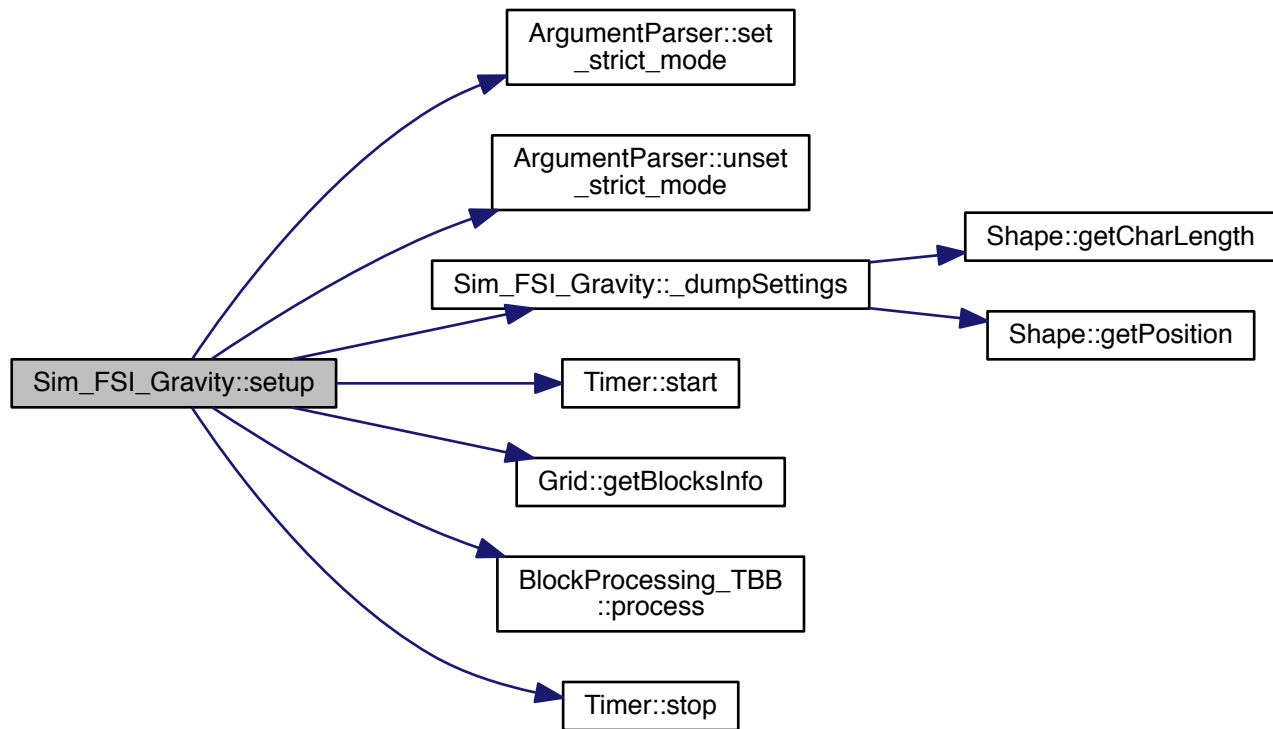 ArgumentParser::set
_strict_mode
ArgumentParser::unset
_strict_mode
Shape::getCharLength
Sim_FSI_Gravity::_dumpSettings
Shape::getPosition
Sim_FSI_Gravity::setup
Timer::start
Grid::getBlocksInfo
BlockProcessing_TBB
::process
Timer::stop